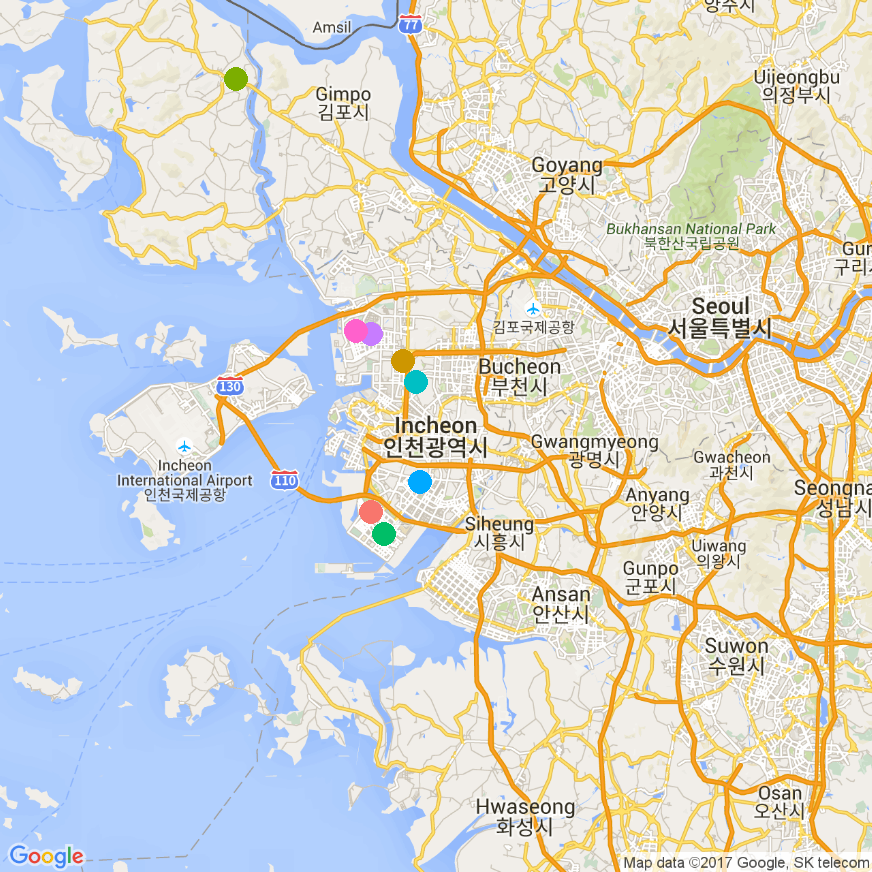 양주시
Amsil
77
Gimpo
김포시
Uijeongbu
의정부시
Goyang
고양시
Bukhansan National Park
북한산국립공원
Gur
구리시
김포국제공항
Seoul
서울특별시
Bucheon
부천시
130
Incheon
인천광역시
Gwangmyeong
광명시
Gwacheon
과천시
Incheon
International Airport
인천국제공항
110
Anyang
안양시
Seongna
성남시
Siheung
시흥시
Uiwang
의왕시
Gunpo
군포시
Ansan
안산시
Suwon
수원시
Osan
오산시
Hwaseong
화성시
Google
Map data ©2017 Google, SK telecom